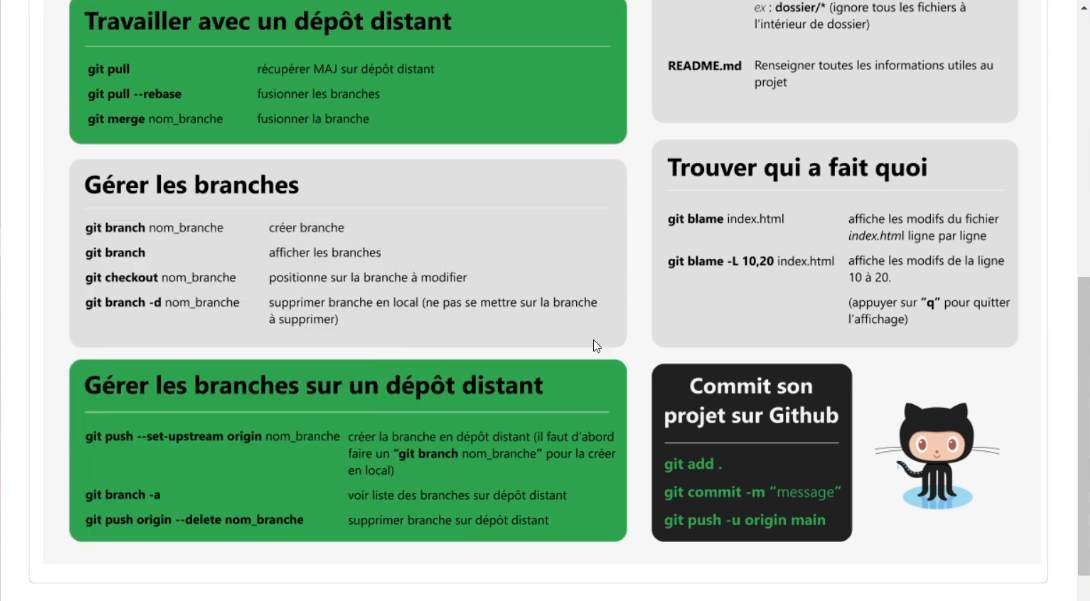 Travailler avec un dépôt distant
git pull récupérer MAJ sur dépôt distant
git pull --rebase fusionner les branches
git merge nom_branche fusionner la branche
Gérer les branches
git branch nom_branche créer branche
git branch afficher les branches
git checkout nom_branche positionne sur la branche à modifier
git branch -d nom_branche supprimer branche en local (ne pas se mettre sur la branche
à supprimer)
Gérer les branches sur un dépôt distant
git push --set-upstream origin nom_branche créer la branche en dépôt distant (il faut d'abord
faire un “git branch nom_branche” pour la créer
en local)
git branch -a voir liste des branches sur dépôt distant
git push origin --delete nom_branche supprimer branche sur dépôt distant
ex : dossier/* (ignore tous les fichiers à
l'intérieur de dossier)
README.md Renseigner toutes les informations utiles au
projet
Trouver qui a fait quoi
git blame index.html affiche les modifs du fichier
index.html ligne par ligne
git blame -L 10,20 index.html affiche les modifs de la ligne
10 à 20.
(appuyer sur “q” pour quitter
l'affichage)
Commit son
projet sur Github
git add .
git commit -m “message”
git push -u origin main